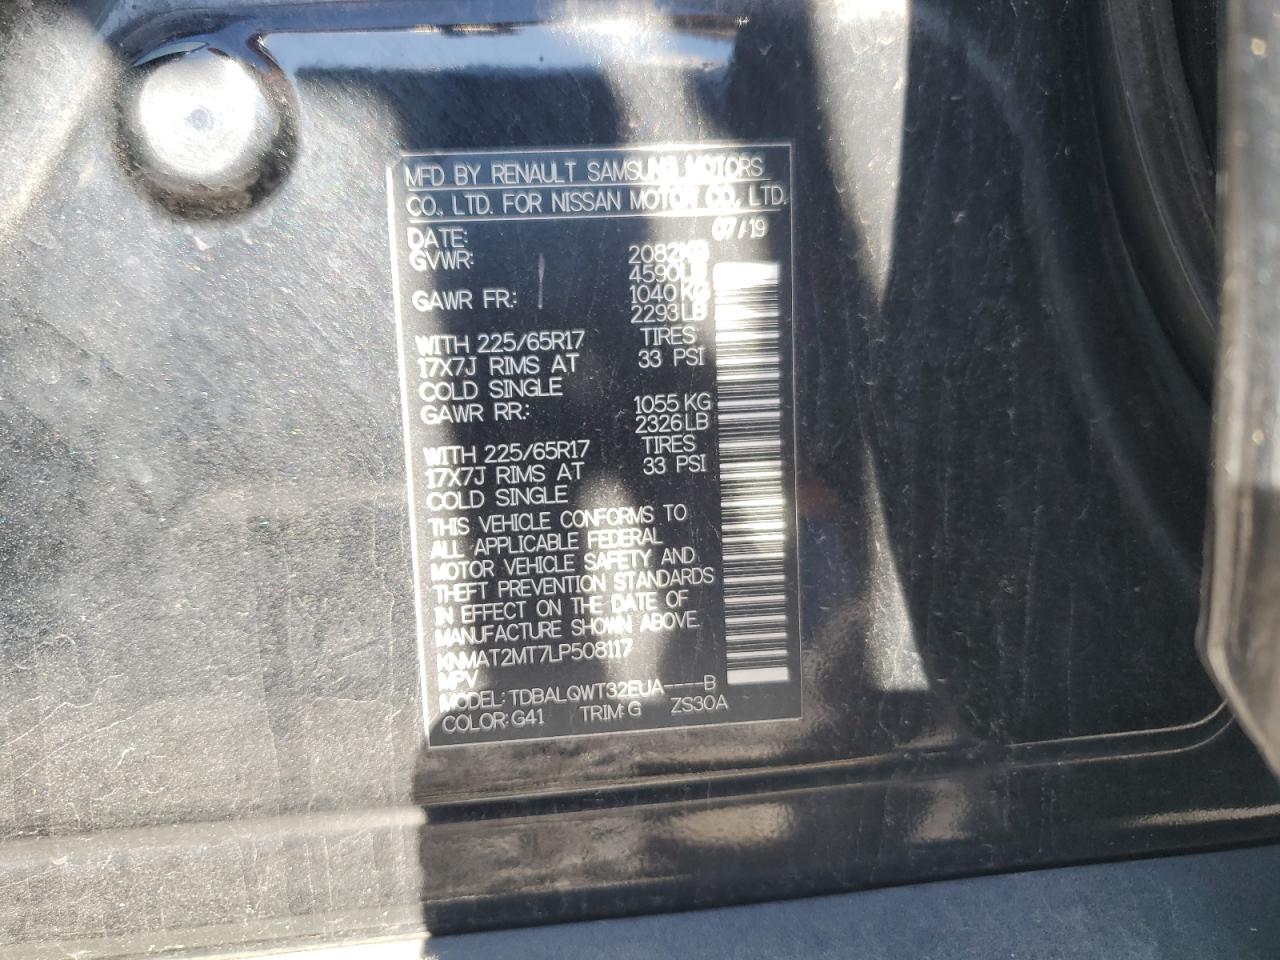 MFD BY RENAULT SAMSUNG MOTORS
CO., LTD. FOR NISSAN MOTOR CO., LTD.
DATE: 07/19
GVWR: 2082KG
4590LB
GAWR FR: 1040KG
2293LB
WITH 225/65R17 TIRES
17X7J RIMS AT 33 PSI
COLD SINGLE
GAWR RR: 1055KG
2326LB
WITH 225/65R17 TIRES
17X7J RIMS AT 33 PSI
COLD SINGLE
THIS VEHICLE CONFORMS TO
ALL APPLICABLE FEDERAL
MOTOR VEHICLE SAFETY AND
THEFT PREVENTION STANDARDS
IN EFFECT ON THE DATE OF
MANUFACTURE SHOWN ABOVE.
KNMAT2MT7LP508117
MPV
MODEL: TDBALQWT32EUA----B
COLOR: G41 TRIM: G ZS30A